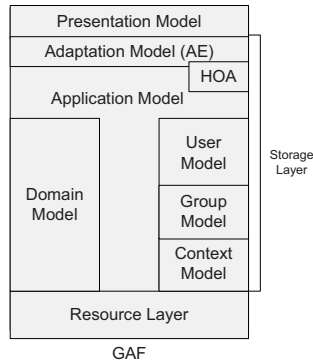 Presentation Model
Adaptation Model (AE)
HOA
Application Model
Domain
Model
User
Model
Group
Model
Context
Model
Storage
Layer
Resource Layer
GAF